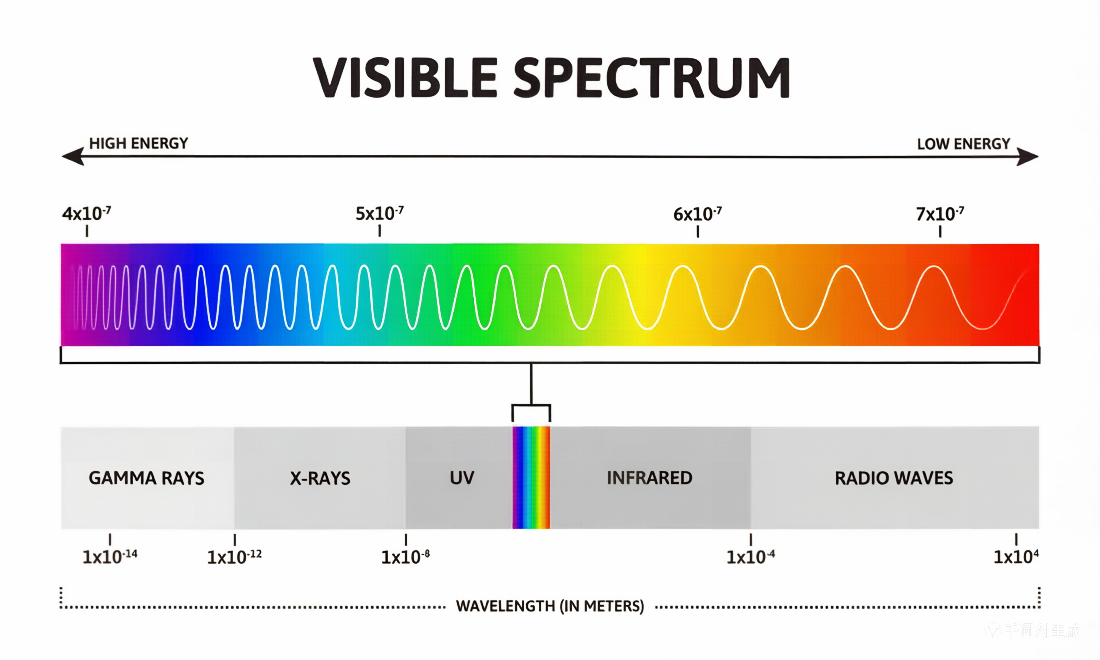 VISIBLE SPECTRUM
HIGH ENERGY LOW ENERGY
4x10⁻⁷ 5x10⁻⁷ 6x10⁻⁷ 7x10⁻⁷
GAMMA RAYS X-RAYS UV INFRARED RADIO WAVES
1x10⁻¹⁴ 1x10⁻¹² 1x10⁻⁸ 1x10⁻⁴ 1x10⁴
WAVELENGTH (IN METERS)